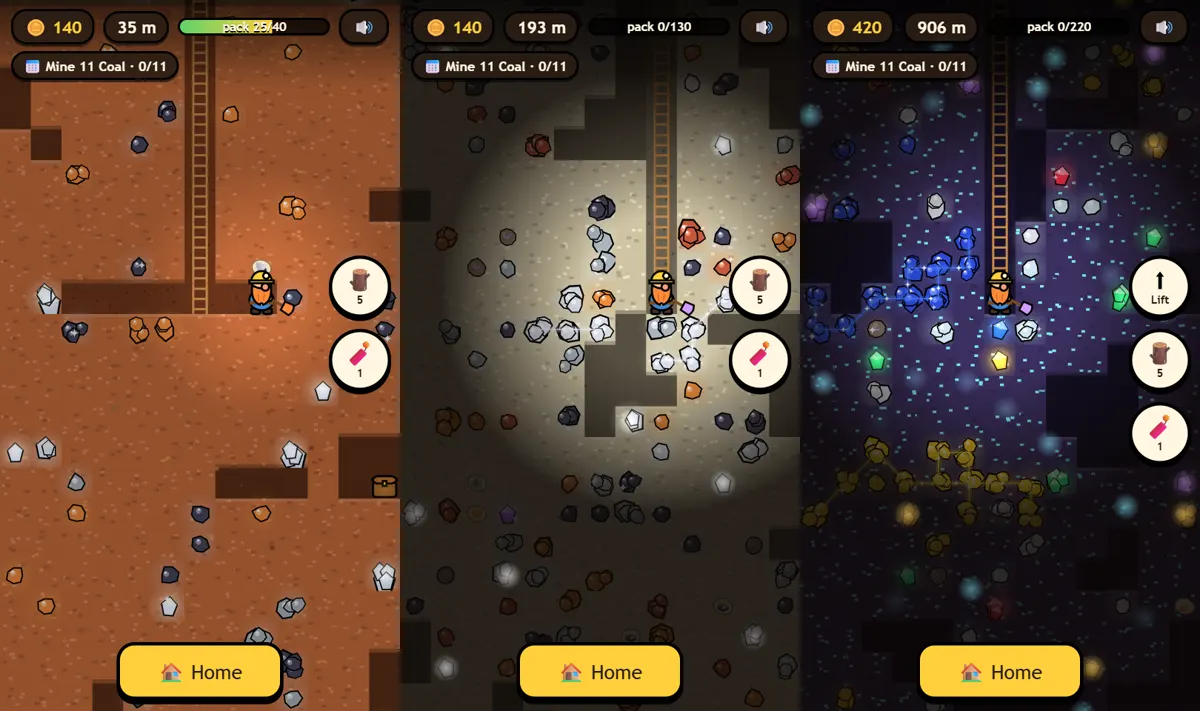 140
35 m
pack 25/40
Mine 11 Coal · 0/11
5
1
Home
140
193 m
pack 0/130
Mine 11 Coal · 0/11
5
1
Home
420
906 m
pack 0/220
Mine 11 Coal · 0/11
Lift
5
1
Home